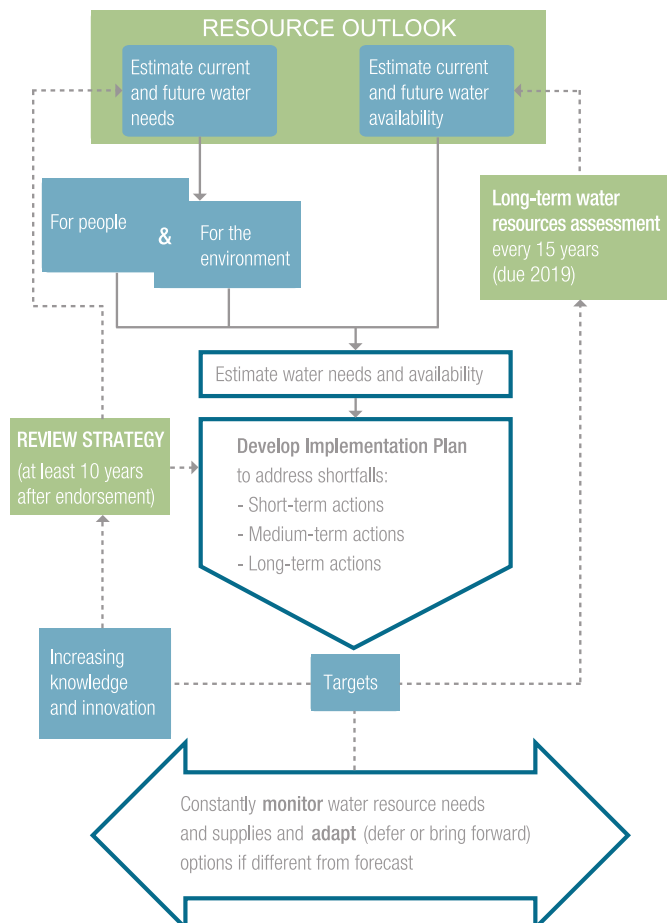 RESOURCE OUTLOOK
Estimate current
and future water
needs
Estimate current
and future water
availability
For people
&
For the
environment
Long-term water
resources assessment
every 15 years
(due 2019)
Estimate water needs and availability
REVIEW STRATEGY
(at least 10 years
after endorsement)
Develop Implementation Plan
to address shortfalls:
- Short-term actions
- Medium-term actions
- Long-term actions
Increasing
knowledge
and innovation
Targets
Constantly monitor water resource needs
and supplies and adapt (defer or bring forward)
options if different from forecast